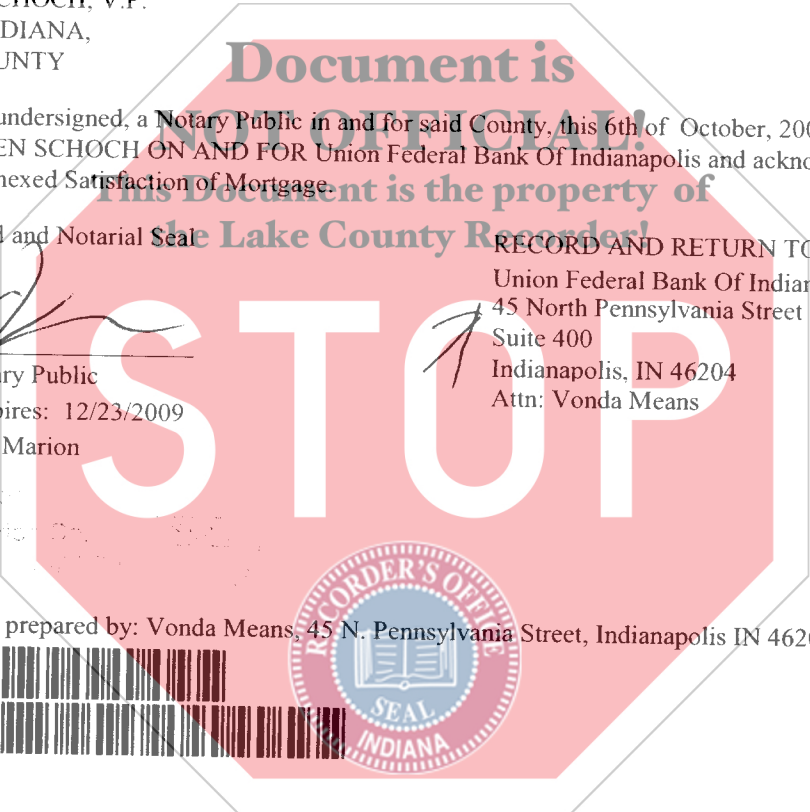 SCHOCH, V.P.
DIANA,
UNTY
Document is
NOT OFFICIAL!
undersigned, a Notary Public in and for said County, this 6th of October, 200
EN SCHOCH ON AND FOR Union Federal Bank Of Indianapolis and ackno
nexed Satisfaction of Mortgage.
This Document is the property of
the Lake County Recorder!
d and Notarial Seal
RECORD AND RETURN TO
Union Federal Bank Of Indian
45 North Pennsylvania Street
Suite 400
Indianapolis, IN 46204
Attn: Vonda Means
ry Public
pires: 12/23/2009
Marion
STOP
RECORDER'S OFFICE
SEAL
INDIANA
prepared by: Vonda Means, 45 N. Pennsylvania Street, Indianapolis IN 4620